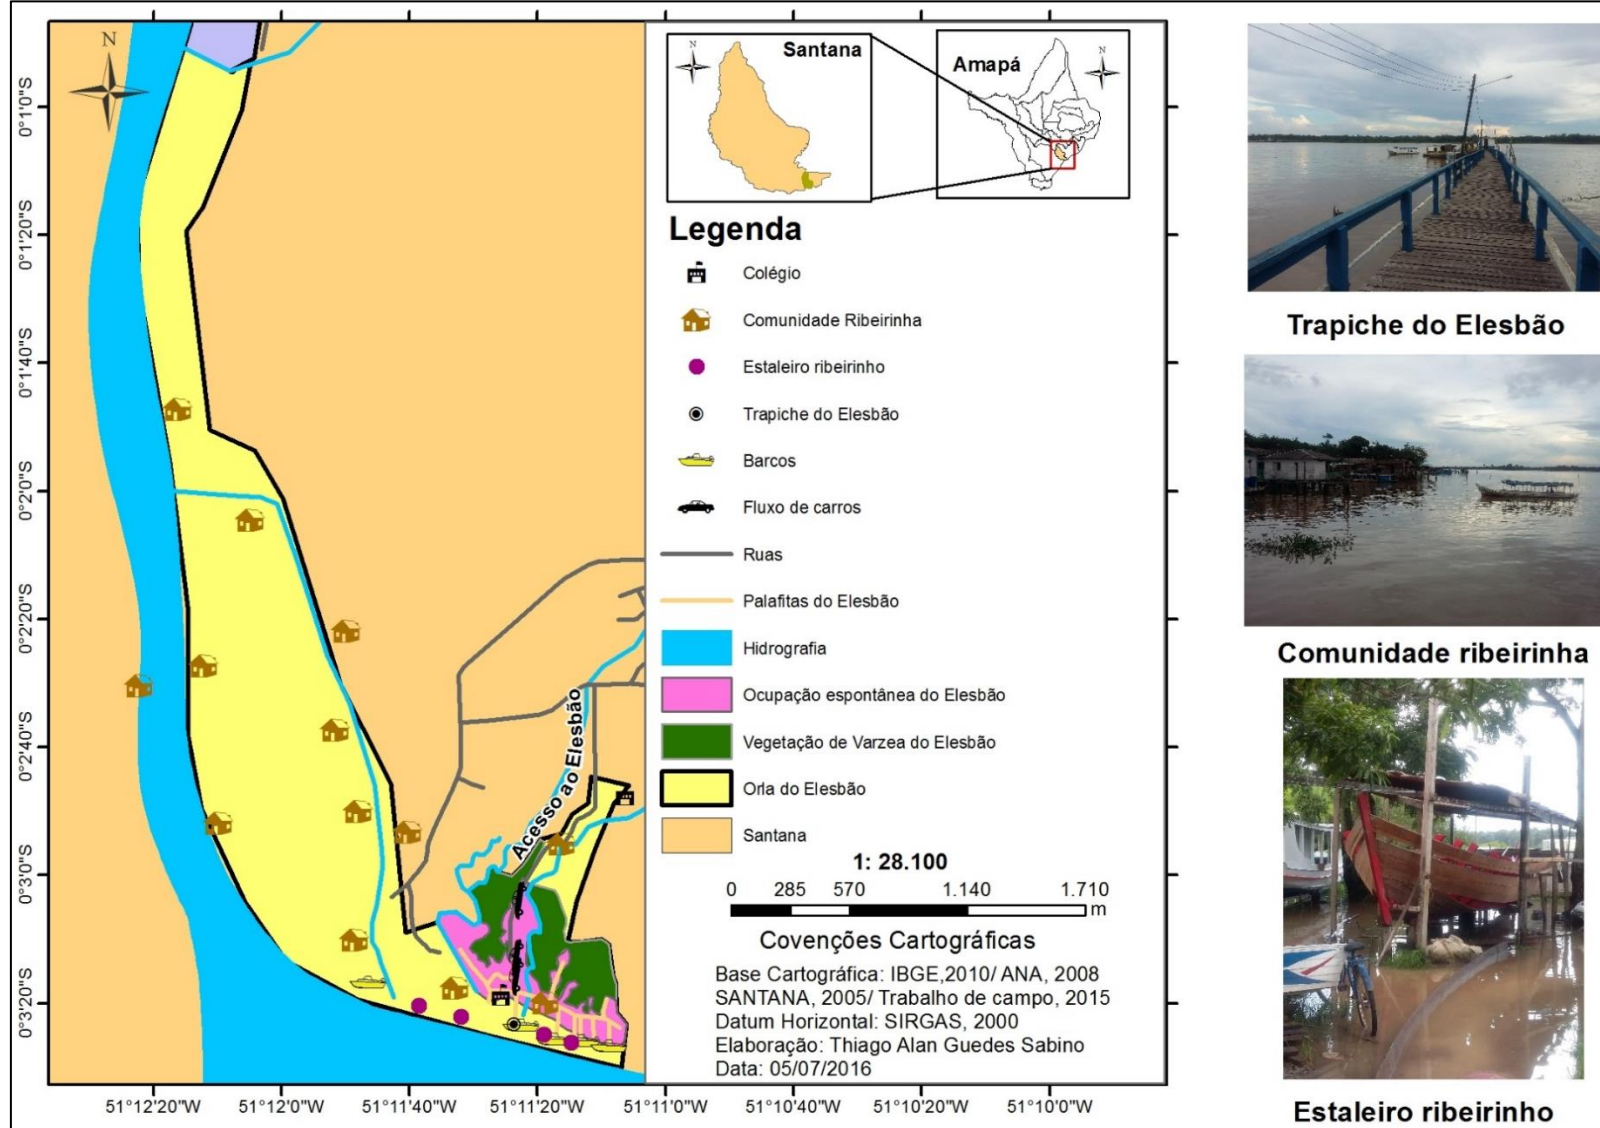 N
Santana
Amapá
Legenda
Colégio
Comunidade Ribeirinha
Estaleiro ribeirinho
Trapiche do Elesbão
Barcos
Fluxo de carros
Ruas
Palafitas do Elesbão
Hidrografia
Ocupação espontânea do Elesbão
Vegetação de Varzea do Elesbão
Orla do Elesbão
Santana
1: 28.100
0 285 570 1.140 1.710
m
Covenções Cartográficas
Base Cartográfica: IBGE,2010/ ANA, 2008
SANTANA, 2005/ Trabalho de campo, 2015
Datum Horizontal: SIRGAS, 2000
Elaboração: Thiago Alan Guedes Sabino
Data: 05/07/2016
Acesso ao Elesbão
0°1'0"S
0°1'20"S
0°1'40"S
0°2'0"S
0°2'20"S
0°2'40"S
0°3'0"S
0°3'20"S
51°12'20"W 51°12'0"W 51°11'40"W 51°11'20"W 51°11'0"W 51°10'40"W 51°10'20"W 51°10'0"W
Trapiche do Elesbão
Comunidade ribeirinha
Estaleiro ribeirinho